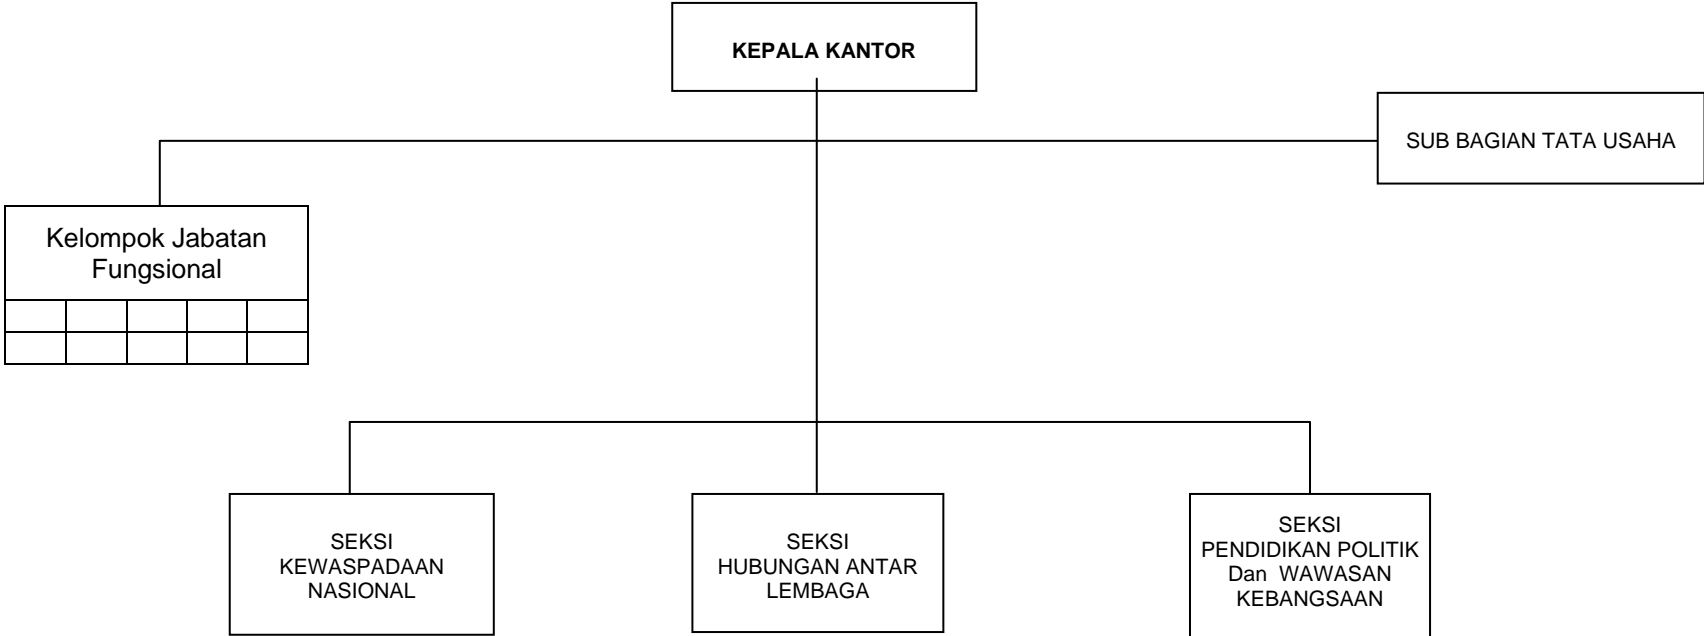 KEPALA KANTOR
SUB BAGIAN TATA USAHA
Kelompok Jabatan
Fungsional
SEKSI
KEWASPADAAN
NASIONAL
SEKSI
HUBUNGAN ANTAR
LEMBAGA
SEKSI
PENDIDIKAN POLITIK
Dan WAWASAN
KEBANGSAAN